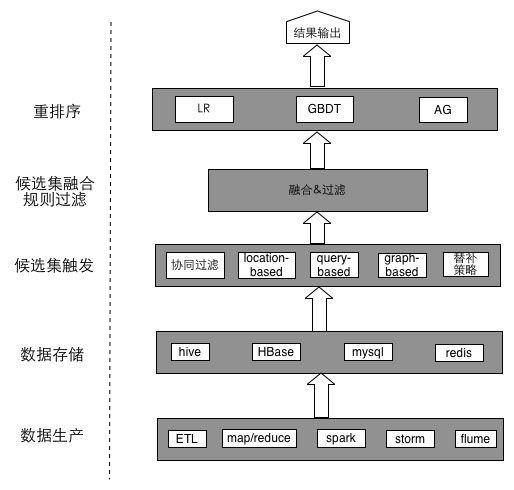 结果输出
重排序
LR
GBDT
AG
候选集融合
规则过滤
融合&过滤
候选集触发
协同过滤
location-
based
query-
based
graph-
based
替补
策略
数据存储
hive
HBase
mysql
redis
数据生产
ETL
map/reduce
spark
storm
flume